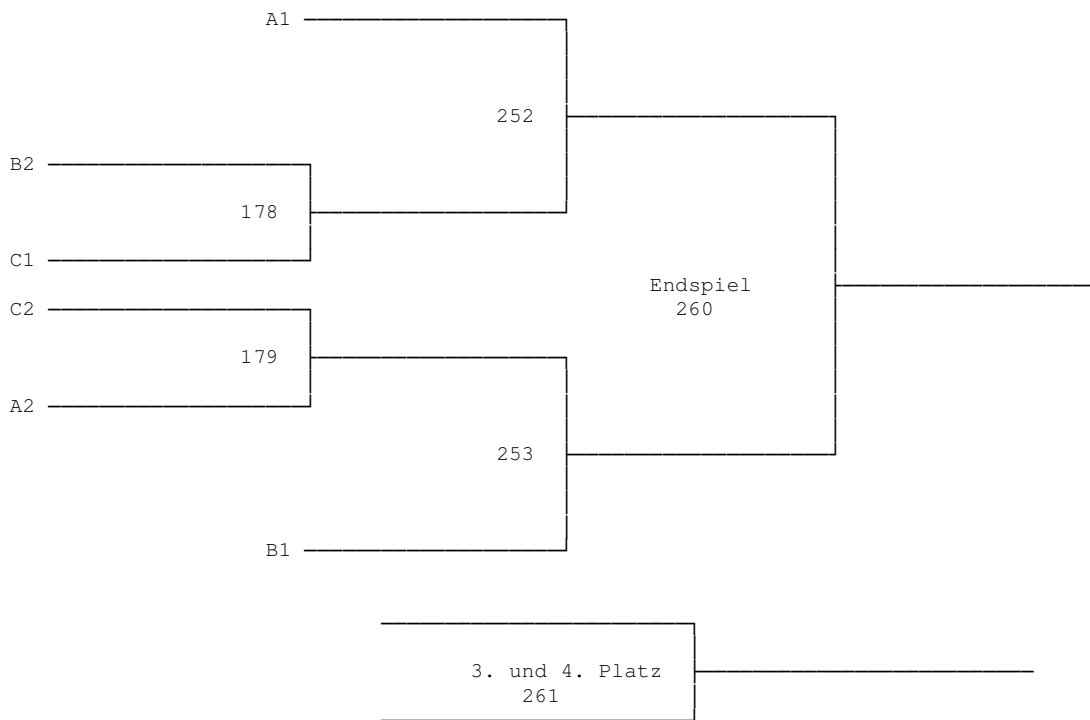 A1
252
B2
178
C1
Endspiel
C2
260
179
A2
253
B1
3. und 4. Platz
261